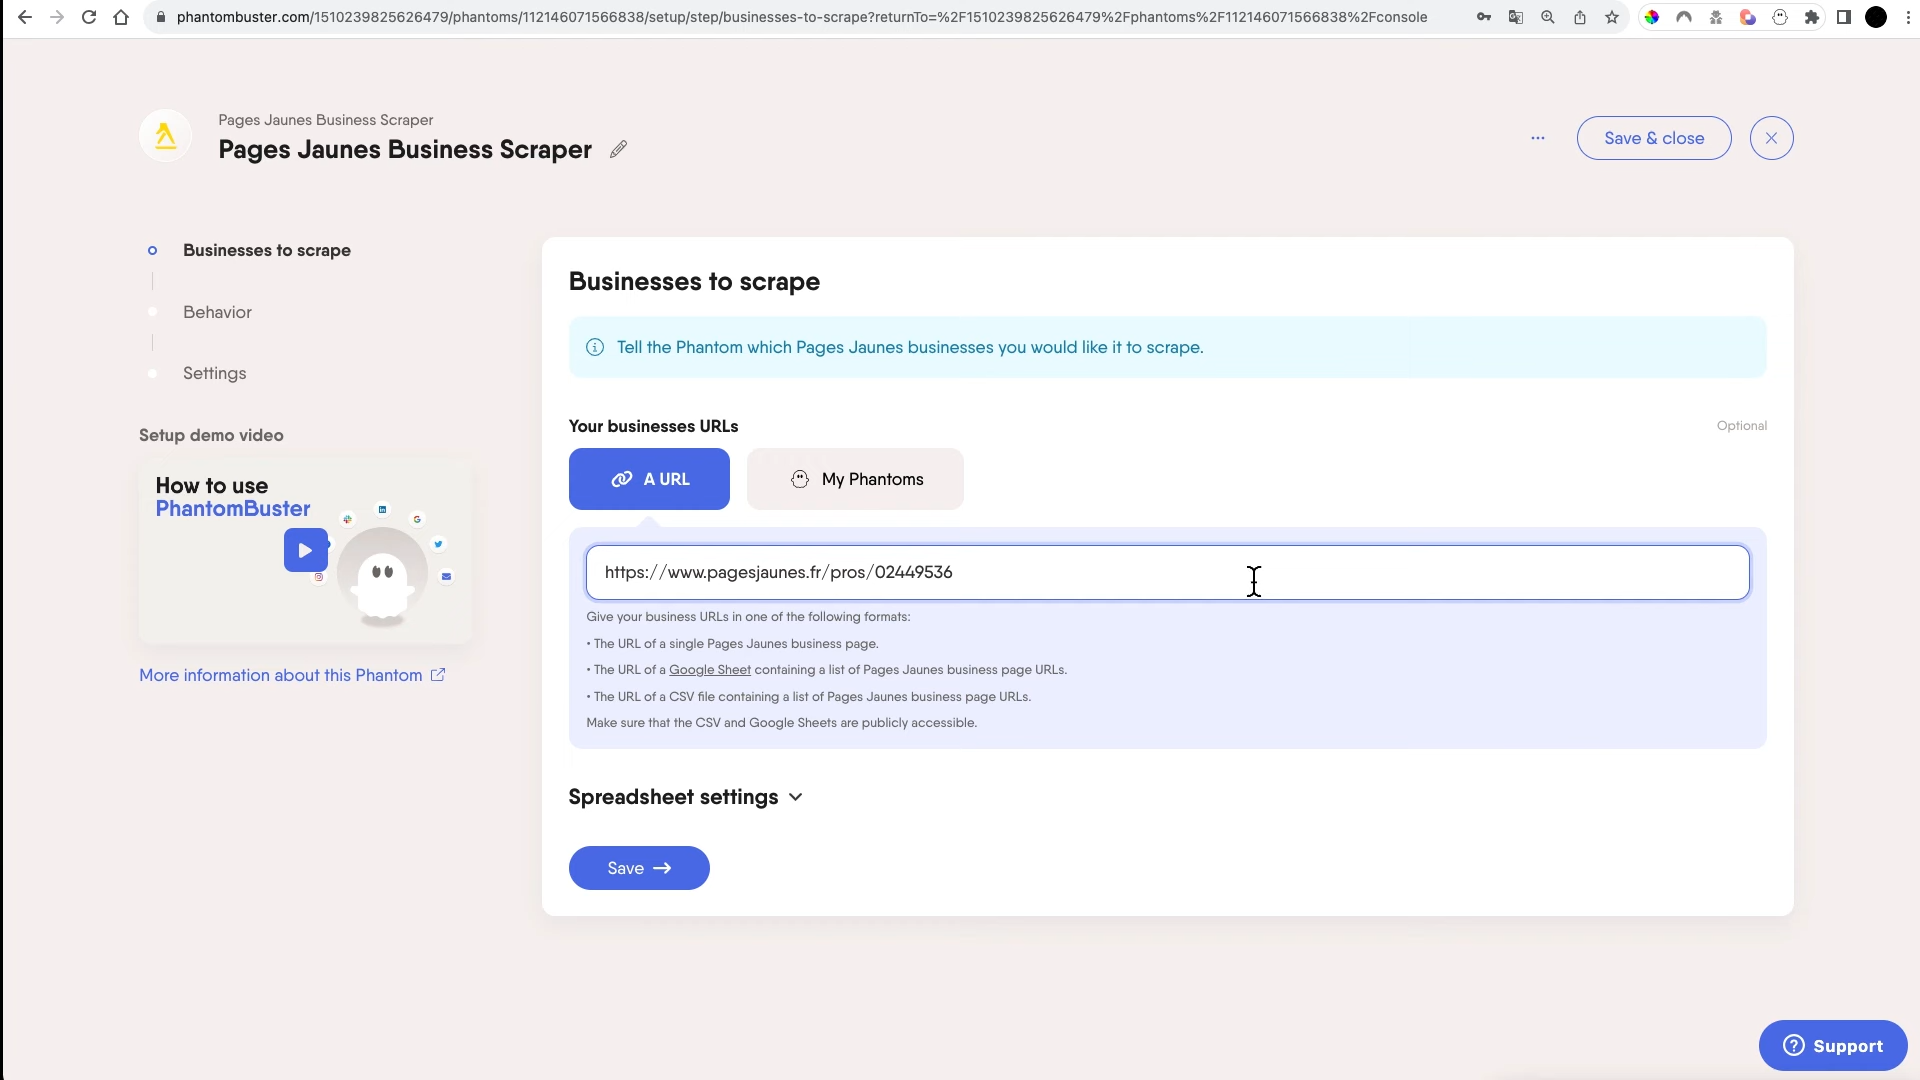 phantombuster.com/1510239825626479/phantoms/112146071566838/setup/step/businesses-to-scrape?returnTo=%2F1510239825626479%2Fphantoms%2F112146071566838%2Fconsole
Pages Jaunes Business Scraper
Pages Jaunes Business Scraper
Save & close
Businesses to scrape
Behavior
Settings
Setup demo video
How to use
PhantomBuster
More information about this Phantom
Businesses to scrape
Tell the Phantom which Pages Jaunes businesses you would like it to scrape.
Your businesses URLs
Optional
A URL
My Phantoms
https://www.pagesjaunes.fr/pros/02449536
Give your business URLs in one of the following formats:
• The URL of a single Pages Jaunes business page.
• The URL of a Google Sheet containing a list of Pages Jaunes business page URLs.
• The URL of a CSV file containing a list of Pages Jaunes business page URLs.
Make sure that the CSV and Google Sheets are publicly accessible.
Spreadsheet settings
Save
Support